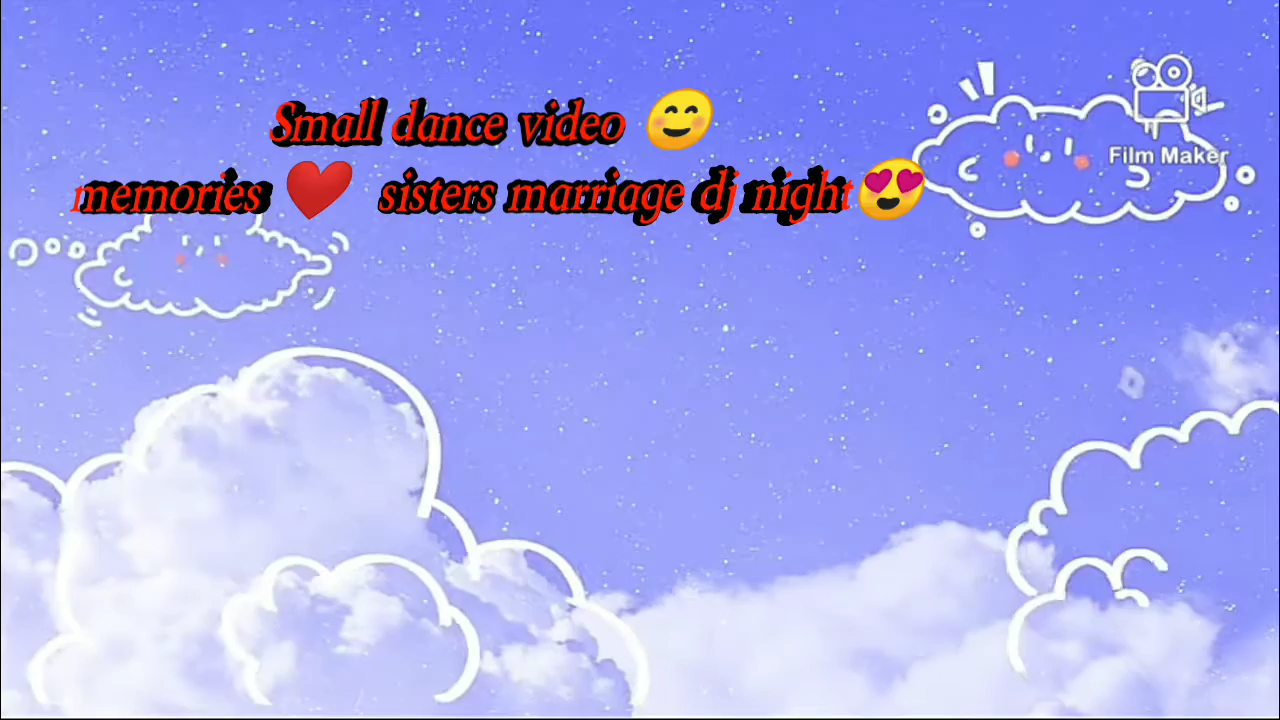 Small dance video 😊
memories ❤️ sisters marriage dj night😍
Film Maker